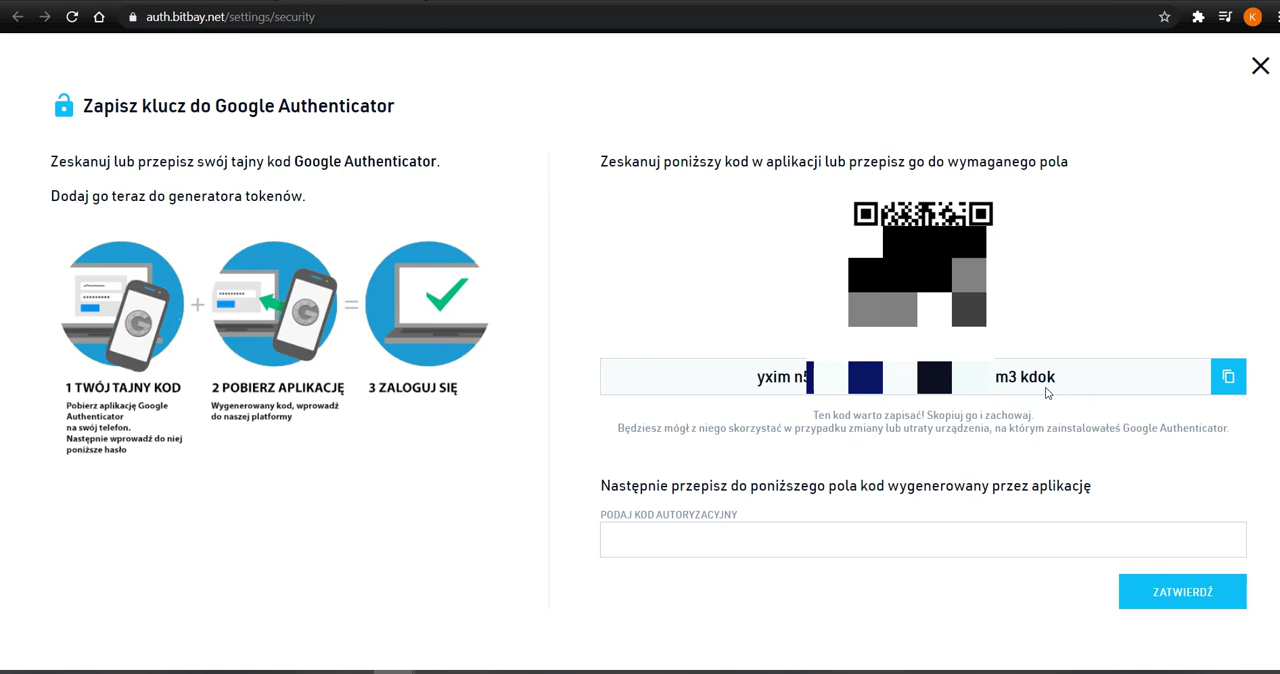 auth.bitbay.net/settings/security
K
Zapisz klucz do Google Authenticator
Zeskanuj lub przepisz swój tajny kod Google Authenticator.
Dodaj go teraz do generatora tokenów.
1 TWÓJ TAJNY KOD
Pobierz aplikację Google
Authenticator
na swój telefon.
Następnie wprowadź do niej
poniższe hasło
2 POBIERZ APLIKACJĘ
Wygenerowany kod, wprowadź
do naszej platformy
3 ZALOGUJ SIĘ
Zeskanuj poniższy kod w aplikacji lub przepisz go do wymaganego pola
yxim n5 m3 kdok
Ten kod warto zapisać! Skopiuj go i zachowaj.
Będziesz mógł z niego skorzystać w przypadku zmiany lub utraty urządzenia, na którym zainstalowałeś Google Authenticator.
Następnie przepisz do poniższego pola kod wygenerowany przez aplikację
PODAJ KOD AUTORYZACYJNY
ZATWIERDŹ